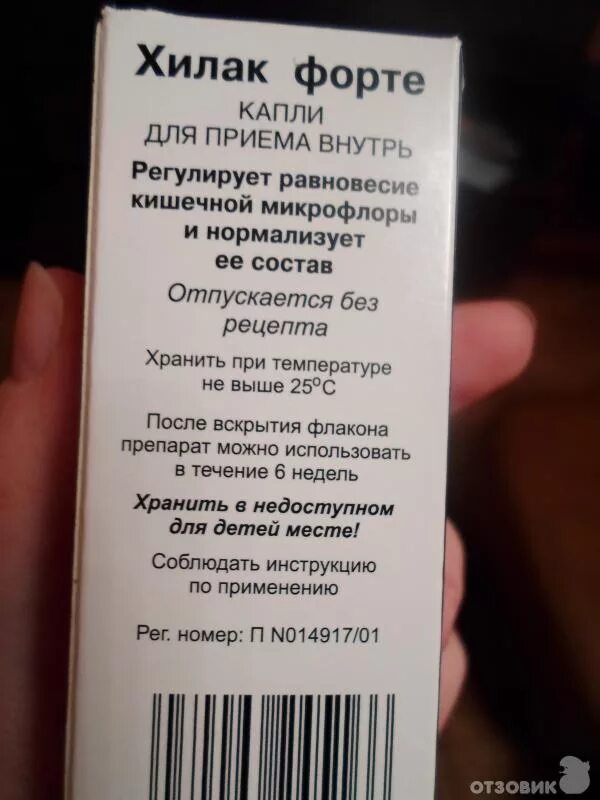 Хилак форте
КАПЛИ
ДЛЯ ПРИЕМА ВНУТРЬ
Регулирует равновесие
кишечной микрофлоры
и нормализует
ее состав
Отпускается без
рецепта
Хранить при температуре
не выше 25ºС
После вскрытия флакона
препарат можно использовать
в течение 6 недель
Хранить в недоступном
для детей месте!
Соблюдать инструкцию
по применению
Рег. номер: П N014917/01
ОТЗОВИК